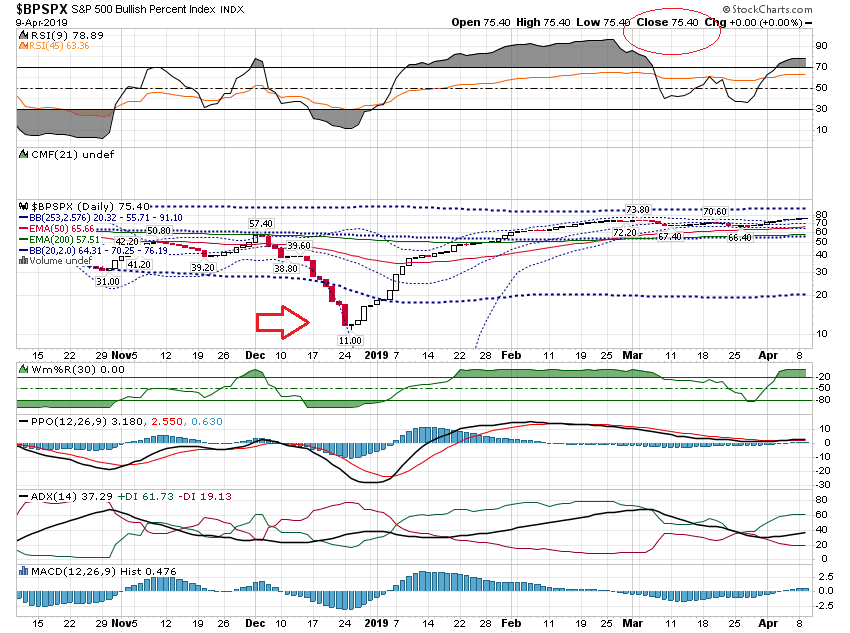 $BPSPX S&P 500 Bullish Percent Index INDX © StockCharts.com
9-Apr-2019 Open 75.40 High 75.40 Low 75.40 Close 75.40 Chg +0.00 (+0.00%)
RSI(9) 78.89
RSI(45) 63.36
90
70
50
30
10
CMF(21) undef
$BPSPX (Daily) 75.40
BB(253,2.576) 20.32 - 55.71 - 91.10
EMA(50) 65.66
EMA(200) 57.51
BB(20,2.0) 64.31 - 70.25 - 76.19
Volume undef
31.00
42.20
41.20
50.80
39.20
57.40
38.80
39.60
11.00
72.20
73.80
67.40
70.60
66.40
80
70
60
50
40
30
20
10
15 22 29 Nov5 12 19 26 Dec 10 17 24 2019 7 14 22 28 Feb 11 19 25 Mar 11 18 25 Apr 8
Wm%R(30) 0.00
-20
-50
-80
PPO(12,26,9) 3.180, 2.550, 0.630
10
0
-10
-20
-30
ADX(14) 37.29 +DI 61.73 -DI 19.13
80
60
40
20
0
MACD(12,26,9) Hist 0.476
2.5
0.0
-2.5
15 22 29 Nov5 12 19 26 Dec 10 17 24 2019 7 14 22 28 Feb 11 19 25 Mar 11 18 25 Apr 8